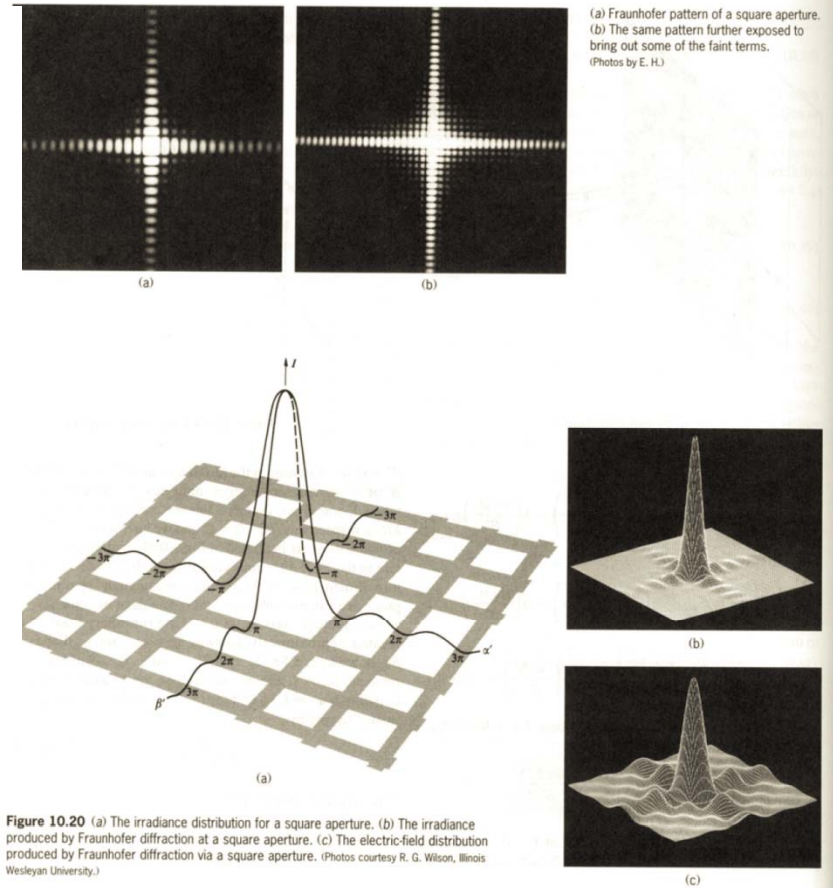 (a) Fraunhofer pattern of a square aperture.
(b) The same pattern further exposed to
bring out some of the faint terms.
(Photos by E. H.)
(a)
(b)
I
−3π
−2π
−π
−3π
−2π
−π
π
2π
3π
β′
π
2π
3π
α′
(a)
(b)
(c)
Figure 10.20 (a) The irradiance distribution for a square aperture. (b) The irradiance
produced by Fraunhofer diffraction at a square aperture. (c) The electric-field distribution
produced by Fraunhofer diffraction via a square aperture. (Photos courtesy R. G. Wilson, Illinois
Wesleyan University.)